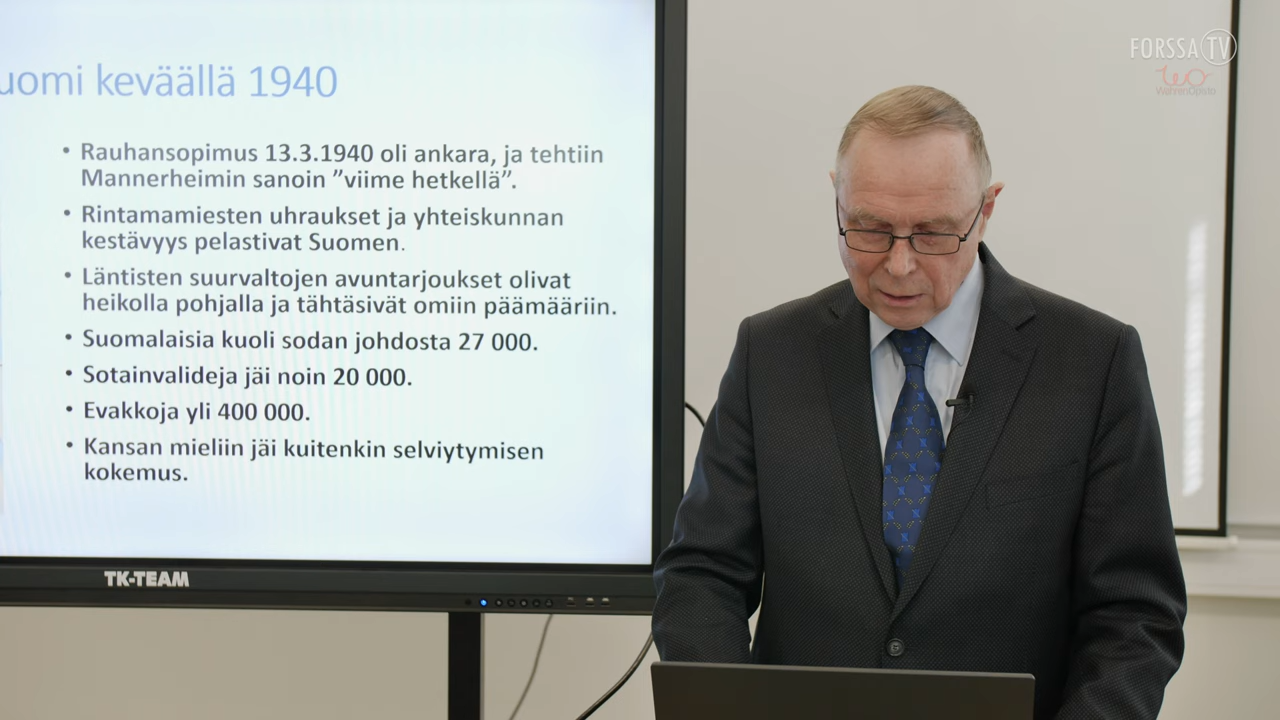 uomi keväällä 1940
• Rauhansopimus 13.3.1940 oli ankara, ja tehtiin
Mannerheimin sanoin ”viime hetkellä”.
• Rintamamiesten uhraukset ja yhteiskunnan
kestävyys pelastivat Suomen.
• Läntisten suurvaltojen avuntarjoukset olivat
heikolla pohjalla ja tähtäsivät omiin päämääriin.
• Suomalaisia kuoli sodan johdosta 27 000.
• Sotainvalideja jäi noin 20 000.
• Evakkoja yli 400 000.
• Kansan mieliin jäi kuitenkin selviytymisen
kokemus.
TK-TEAM
FORSSA TV
WahrenOpisto